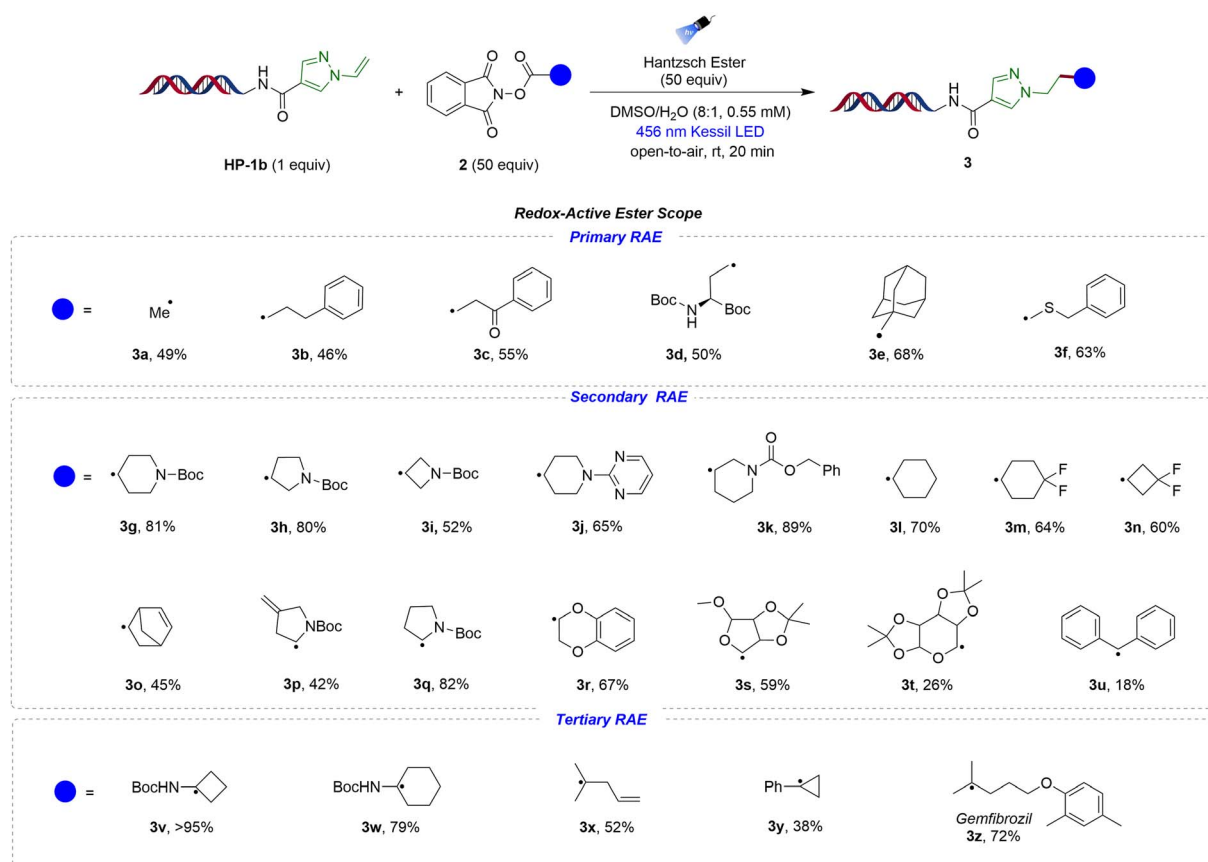 hν
Hantzsch Ester
(50 equiv)
DMSO/H₂O (8:1, 0.55 mM)
456 nm Kessil LED
open-to-air, rt, 20 min
HN
O
N
N
+
O
N
O
O
O
HN
O
N
N
HP-1b (1 equiv)
2 (50 equiv)
3
Redox-Active Ester Scope
Primary RAE
=
Me
O
BocHN
N
H
Boc
S
3a, 49%
3b, 46%
3c, 55%
3d, 50%
3e, 68%
3f, 63%
Secondary RAE
=
N–Boc
N–Boc
N–Boc
N
N
N
N
O
O
Ph
F
F
F
F
3g, 81%
3h, 80%
3i, 52%
3j, 65%
3k, 89%
3l, 70%
3m, 64%
3n, 60%
NBoc
N
Boc
O
O
O
O
O
O
O
O
O
O
O
3o, 45%
3p, 42%
3q, 82%
3r, 67%
3s, 59%
3t, 26%
3u, 18%
Tertiary RAE
=
BocHN
BocHN
Ph
O
Gemfibrozil
3v, >95%
3w, 79%
3x, 52%
3y, 38%
3z, 72%